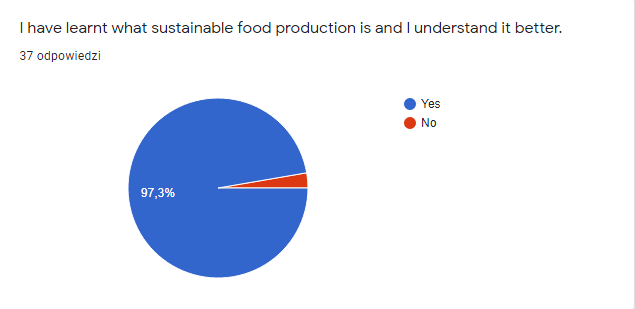 I have learnt what sustainable food production is and I understand it better.
37 odpowiedzi
Yes
No
97,3%